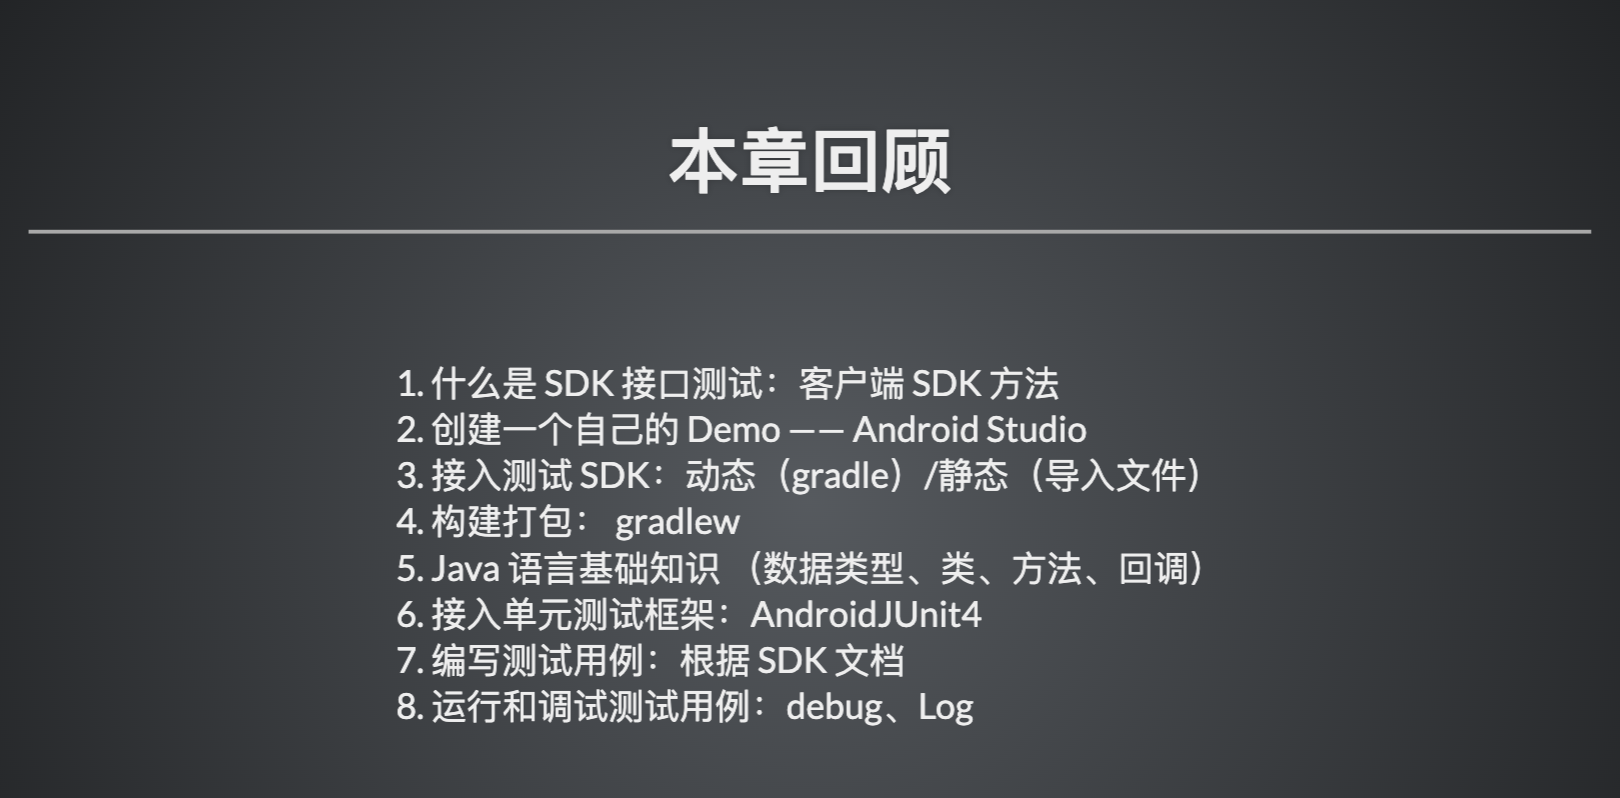 本章回顾
1. 什么是 SDK 接口测试：客户端 SDK 方法
2. 创建一个自己的 Demo —— Android Studio
3. 接入测试 SDK：动态（gradle）/静态（导入文件）
4. 构建打包： gradlew
5. Java 语言基础知识 （数据类型、类、方法、回调）
6. 接入单元测试框架：AndroidJUnit4
7. 编写测试用例：根据 SDK 文档
8. 运行和调试测试用例：debug、Log